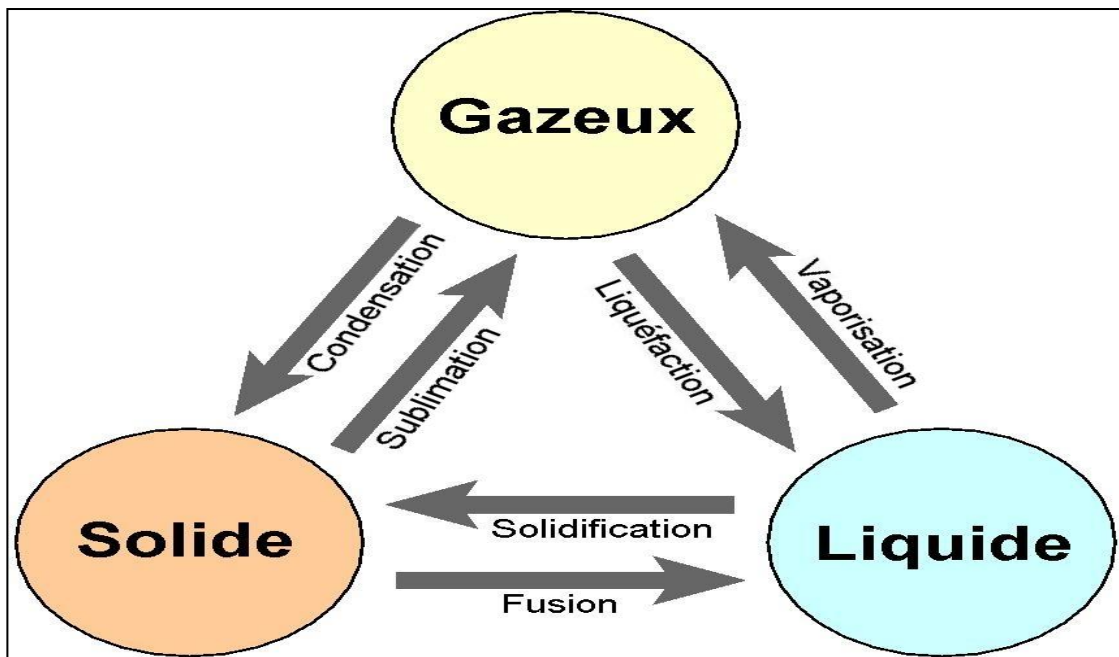 Gazeux
Condensation
Sublimation
Liquéfaction
Vaporisation
Solide
Solidification
Fusion
Liquide